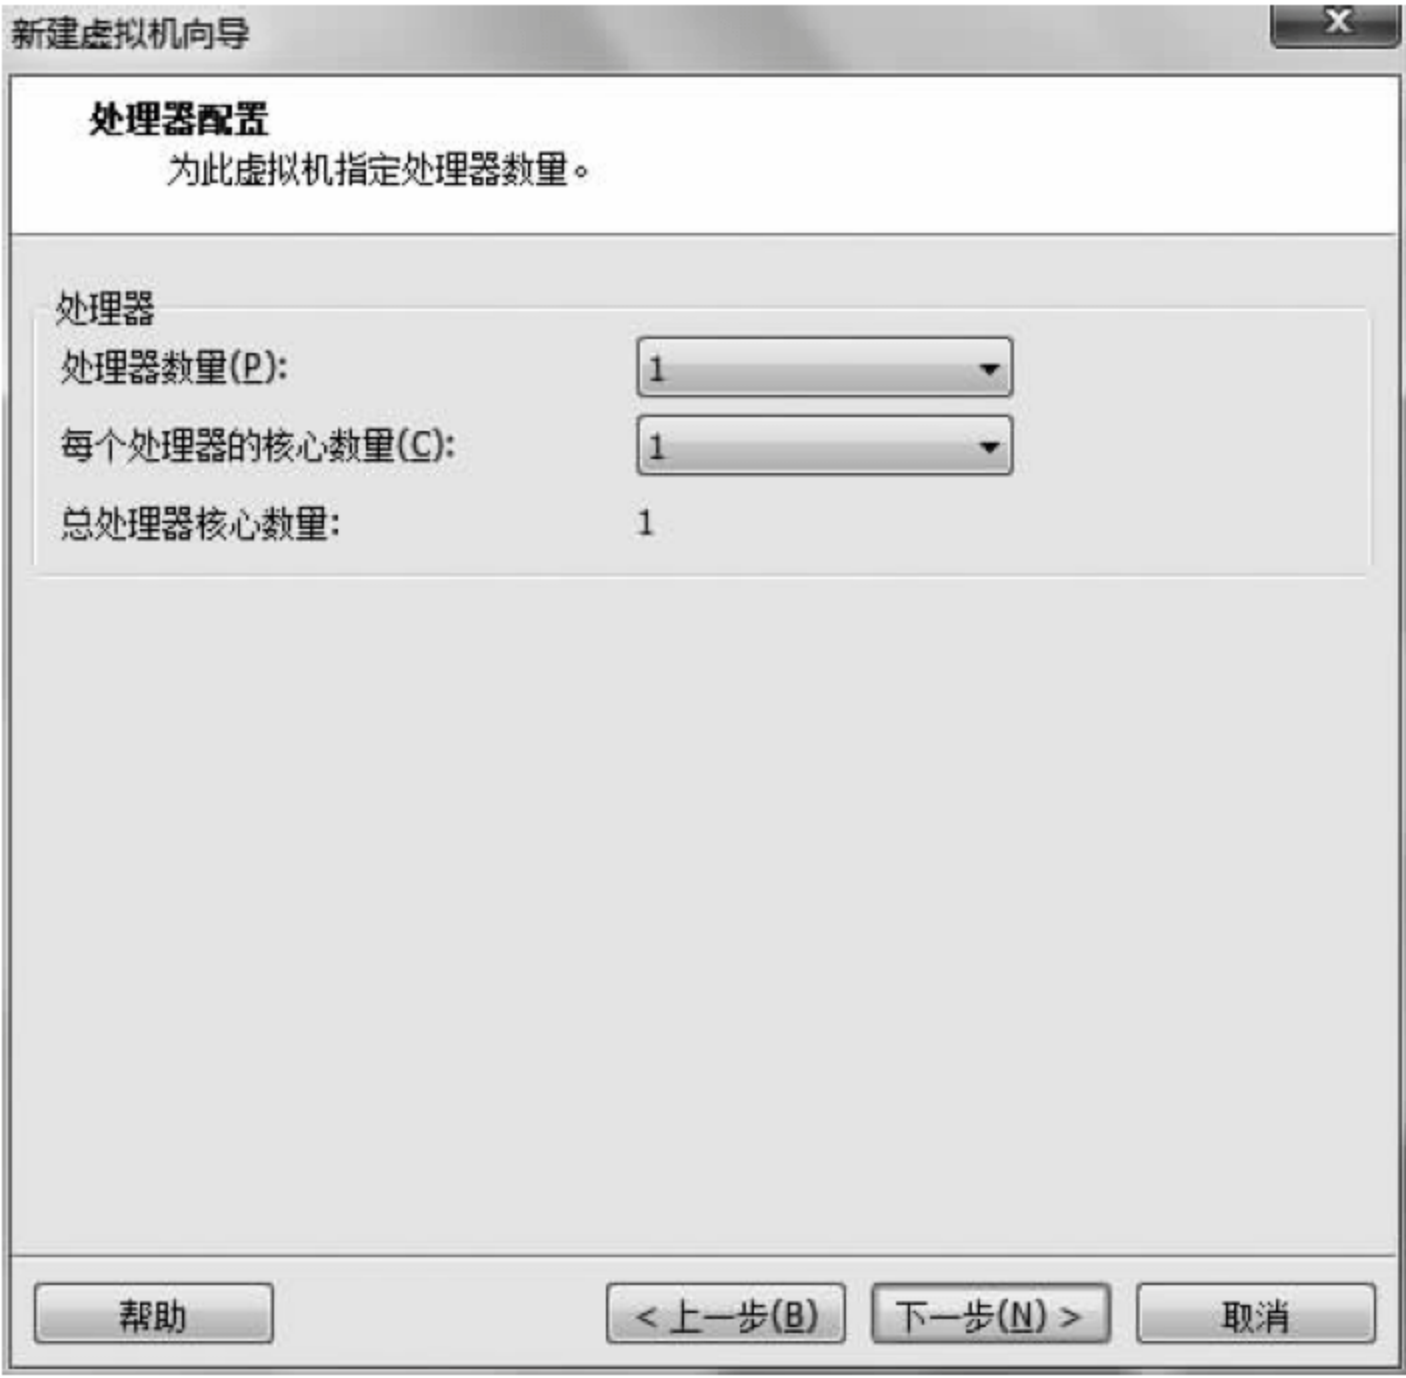 新建虚拟机向导
x
处理器配置
为此虚拟机指定处理器数量。
处理器
处理器数量(P): 1
每个处理器的核心数量(C): 1
总处理器核心数量: 1
帮助 < 上一步(B) 下一步(N) > 取消